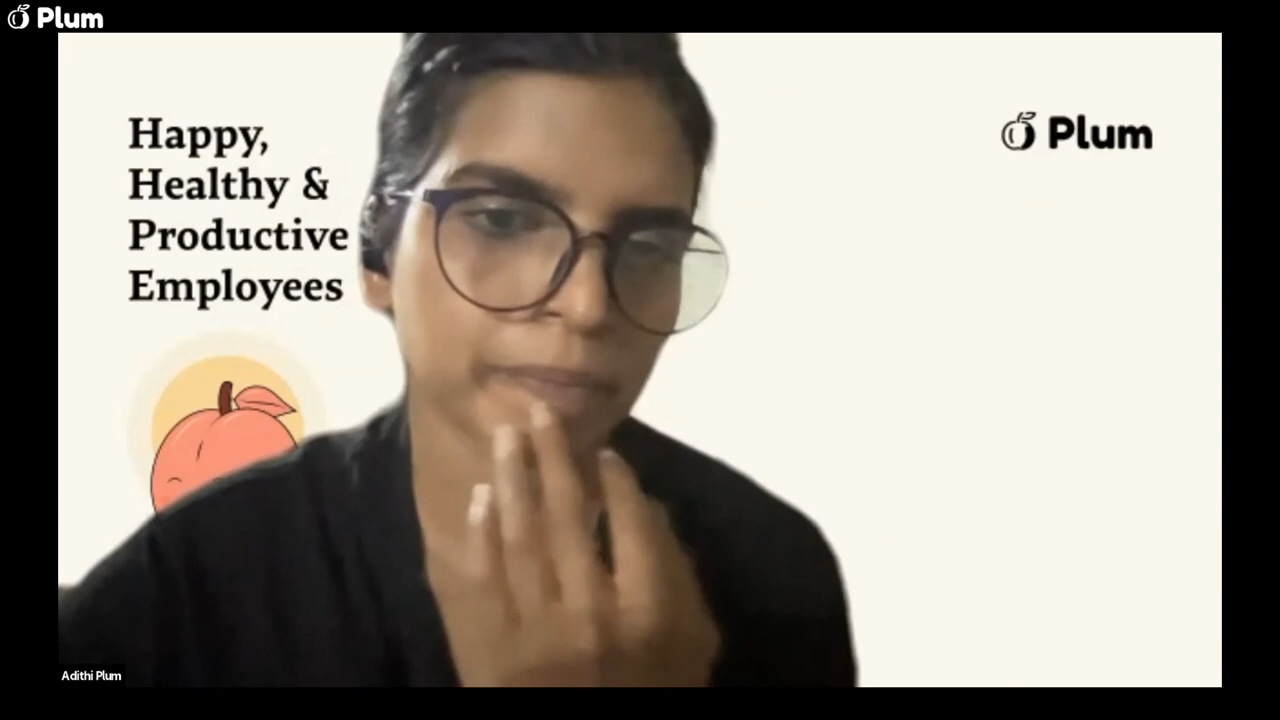 Plum
Happy,
Healthy &
Productive
Employees
Plum
Adithi Plum